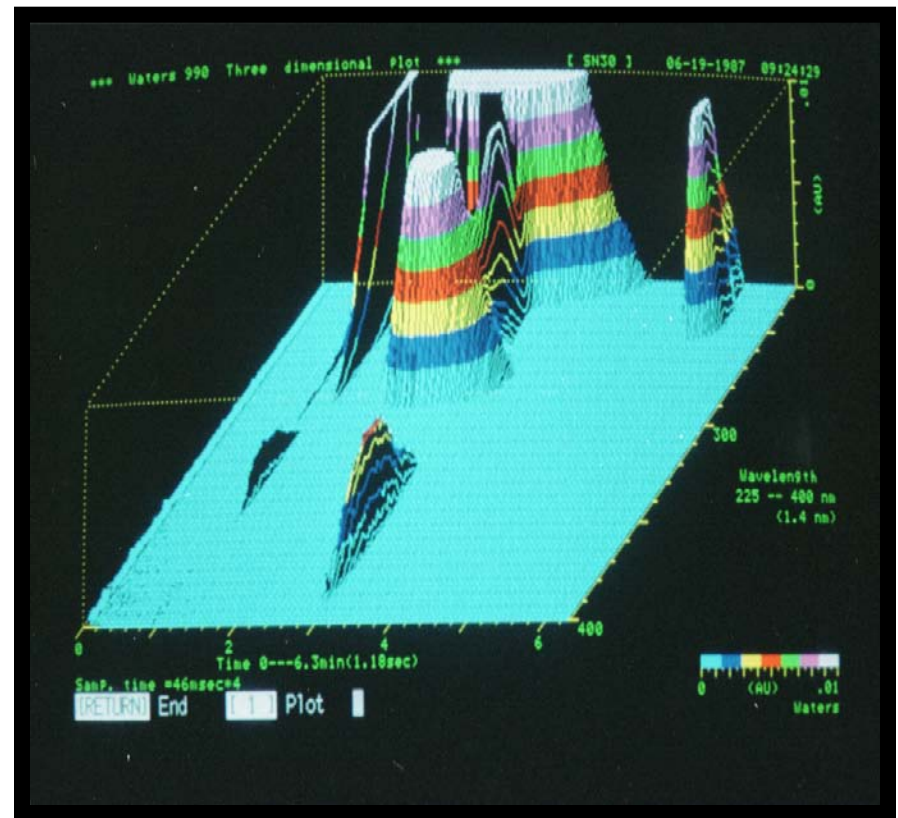 *** Waters 990 Three dimensional Plot *** [ SN30 ] 06-19-1987 09:24:29
.01
(AU)
0
300
Wavelength
225 -- 400 nm
(1.4 nm)
400
0 2 4 6
Time 0---6.3min(1.18sec)
Samp. time =46msec*4
[RETURN] End [ 1 ] Plot
0 (AU) .01
Waters